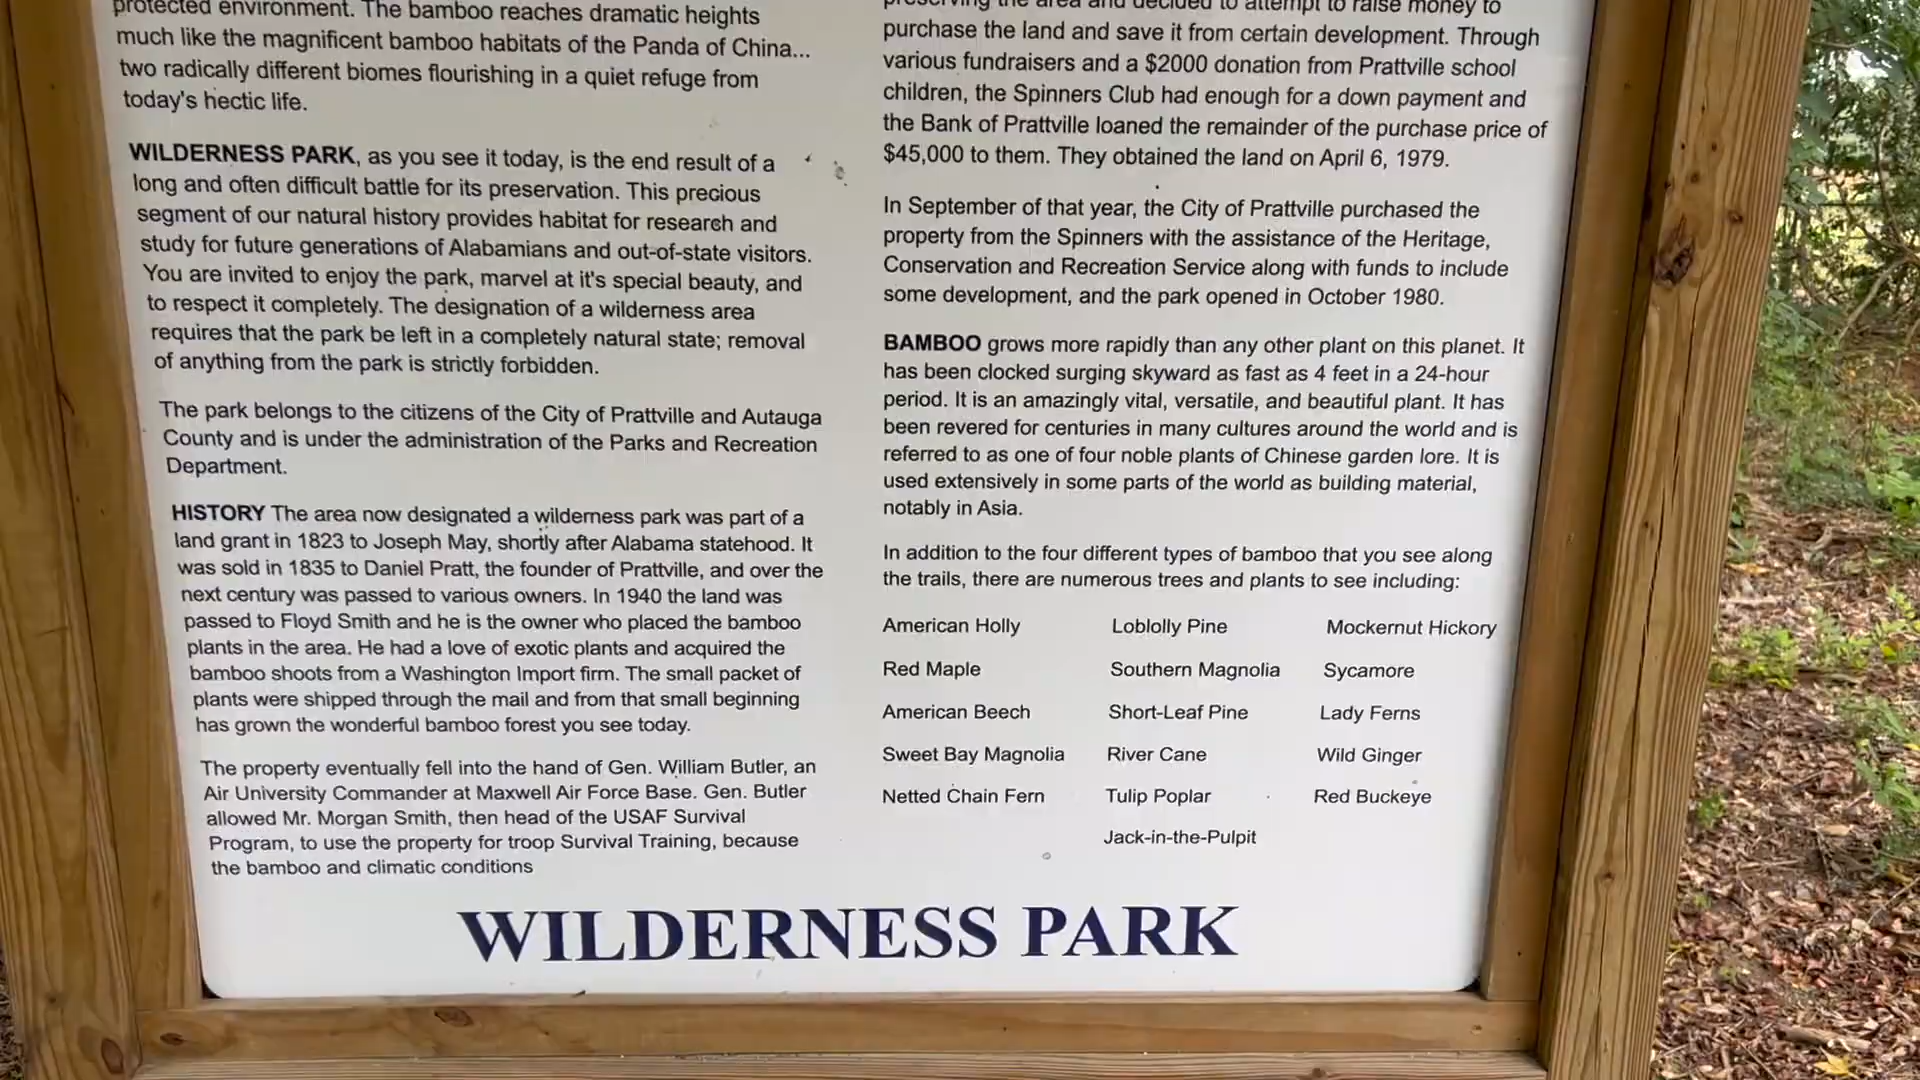 protected environment. The bamboo reaches dramatic heights
much like the magnificent bamboo habitats of the Panda of China...
two radically different biomes flourishing in a quiet refuge from
today's hectic life.
WILDERNESS PARK, as you see it today, is the end result of a
long and often difficult battle for its preservation. This precious
segment of our natural history provides habitat for research and
study for future generations of Alabamians and out-of-state visitors.
You are invited to enjoy the park, marvel at it's special beauty, and
to respect it completely. The designation of a wilderness area
requires that the park be left in a completely natural state; removal
of anything from the park is strictly forbidden.
The park belongs to the citizens of the City of Prattville and Autauga
County and is under the administration of the Parks and Recreation
Department.
HISTORY The area now designated a wilderness park was part of a
land grant in 1823 to Joseph May, shortly after Alabama statehood. It
was sold in 1835 to Daniel Pratt, the founder of Prattville, and over the
next century was passed to various owners. In 1940 the land was
passed to Floyd Smith and he is the owner who placed the bamboo
plants in the area. He had a love of exotic plants and acquired the
bamboo shoots from a Washington Import firm. The small packet of
plants were shipped through the mail and from that small beginning
has grown the wonderful bamboo forest you see today.
The property eventually fell into the hand of Gen. William Butler, an
Air University Commander at Maxwell Air Force Base. Gen. Butler
allowed Mr. Morgan Smith, then head of the USAF Survival
Program, to use the property for troop Survival Training, because
the bamboo and climatic conditions
preserving the area and decided to attempt to raise money to
purchase the land and save it from certain development. Through
various fundraisers and a $2000 donation from Prattville school
children, the Spinners Club had enough for a down payment and
the Bank of Prattville loaned the remainder of the purchase price of
$45,000 to them. They obtained the land on April 6, 1979.
In September of that year, the City of Prattville purchased the
property from the Spinners with the assistance of the Heritage,
Conservation and Recreation Service along with funds to include
some development, and the park opened in October 1980.
BAMBOO grows more rapidly than any other plant on this planet. It
has been clocked surging skyward as fast as 4 feet in a 24-hour
period. It is an amazingly vital, versatile, and beautiful plant. It has
been revered for centuries in many cultures around the world and is
referred to as one of four noble plants of Chinese garden lore. It is
used extensively in some parts of the world as building material,
notably in Asia.
In addition to the four different types of bamboo that you see along
the trails, there are numerous trees and plants to see including:
American Holly Loblolly Pine Mockernut Hickory
Red Maple Southern Magnolia Sycamore
American Beech Short-Leaf Pine Lady Ferns
Sweet Bay Magnolia River Cane Wild Ginger
Netted Chain Fern Tulip Poplar Red Buckeye
Jack-in-the-Pulpit
WILDERNESS PARK